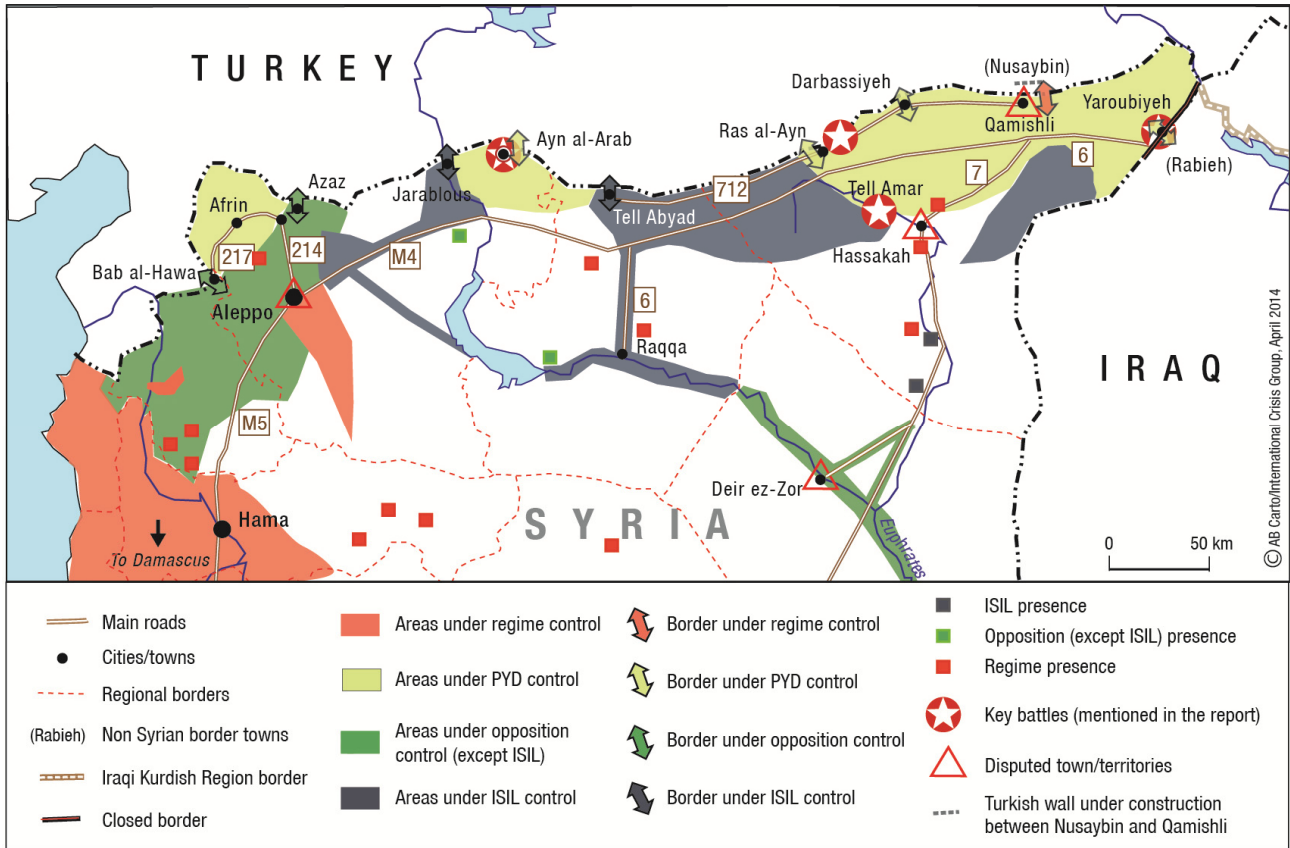 TURKEY
(Nusaybin)
Darbassiyeh
Yaroubiyeh
Ayn al-Arab
Ras al-Ayn
Qamishli
(Rabieh)
Azaz
Jarablous
712
7
6
Afrin
Tell Abyad
Tell Amar
217
214
M4
Hassakah
Bab al-Hawa
6
Aleppo
Raqqa
IRAQ
M5
Deir ez-Zor
SYRIA
Hama
Euphrates
To Damascus
0 50 km
© AB Carto/International Crisis Group, April 2014
Main roads
Cities/towns
Regional borders
(Rabieh) Non Syrian border towns
Iraqi Kurdish Region border
Closed border
Areas under regime control
Areas under PYD control
Areas under opposition
control (except ISIL)
Areas under ISIL control
Border under regime control
Border under PYD control
Border under opposition control
Border under ISIL control
ISIL presence
Opposition (except ISIL) presence
Regime presence
Key battles (mentioned in the report)
Disputed town/territories
Turkish wall under construction
between Nusaybin and Qamishli